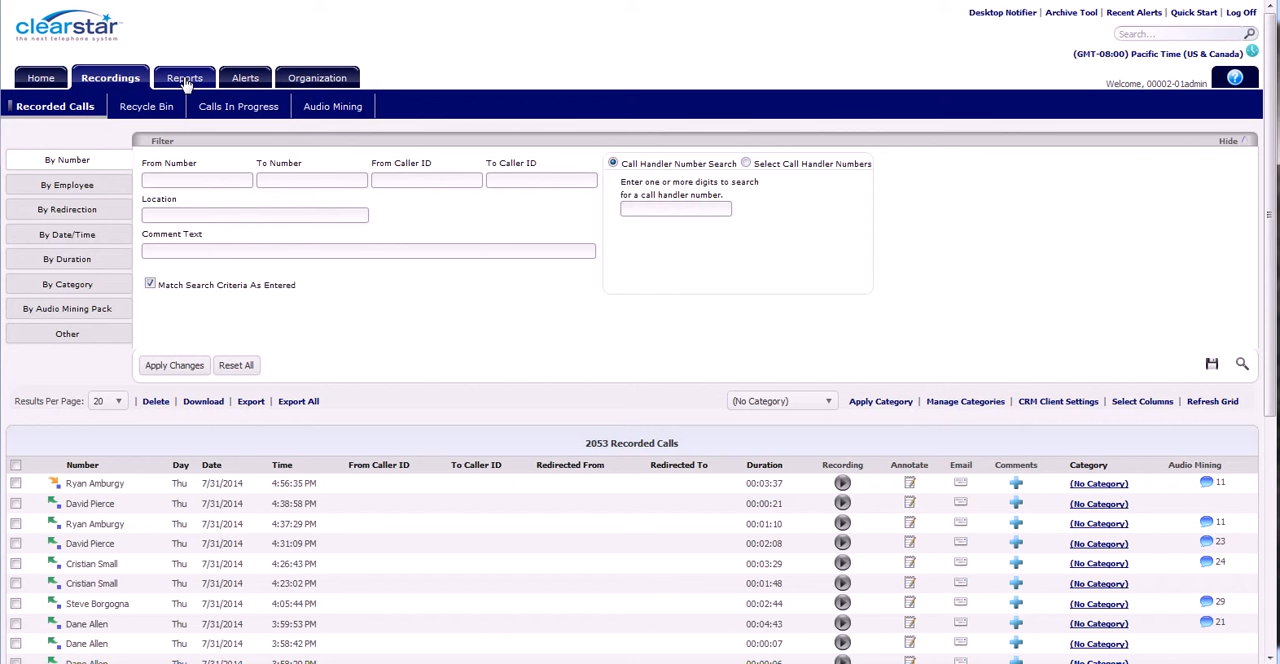 clearstar
the next telephone system
Desktop Notifier | Archive Tool | Recent Alerts | Quick Start | Log Off
Search...
(GMT-08:00) Pacific Time (US & Canada)
Welcome, 00002-01admin
Home Recordings Reports Alerts Organization
Recorded Calls Recycle Bin Calls In Progress Audio Mining
Filter Hide
By Number
By Employee
By Redirection
By Date/Time
By Duration
By Category
By Audio Mining Pack
Other
From Number To Number From Caller ID To Caller ID
Location
Comment Text
Match Search Criteria As Entered
Call Handler Number Search Select Call Handler Numbers
Enter one or more digits to search
for a call handler number.
Apply Changes Reset All
Results Per Page: 20 | Delete | Download | Export | Export All (No Category) Apply Category | Manage Categories | CRM Client Settings | Select Columns | Refresh Grid
2053 Recorded Calls
Number Day Date Time From Caller ID To Caller ID Redirected From Redirected To Duration Recording Annotate Email Comments Category Audio Mining
Ryan Amburgy Thu 7/31/2014 4:56:35 PM 00:03:37 (No Category) 11
David Pierce Thu 7/31/2014 4:38:58 PM 00:00:21 (No Category)
Ryan Amburgy Thu 7/31/2014 4:37:29 PM 00:01:10 (No Category) 11
David Pierce Thu 7/31/2014 4:31:09 PM 00:02:08 (No Category) 23
Cristian Small Thu 7/31/2014 4:26:43 PM 00:03:29 (No Category) 24
Cristian Small Thu 7/31/2014 4:23:02 PM 00:01:48 (No Category)
Steve Borgogna Thu 7/31/2014 4:05:44 PM 00:02:44 (No Category) 29
Dane Allen Thu 7/31/2014 3:59:53 PM 00:04:43 (No Category) 21
Dane Allen Thu 7/31/2014 3:58:42 PM 00:00:07 (No Category)